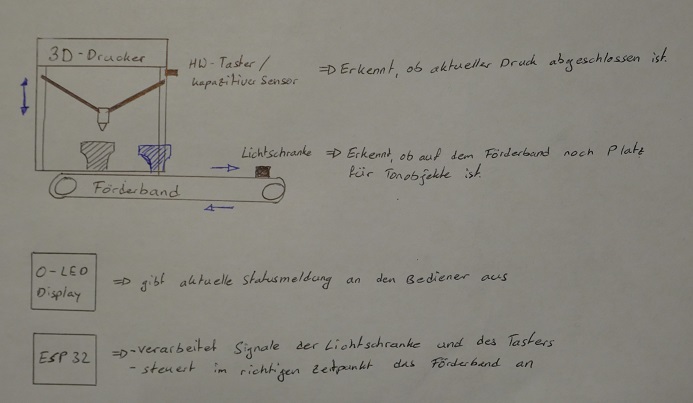 3D-Drucker
HW-Taster/
kapazitiver Sensor
=> Erkennt, ob aktueller Druck abgeschlossen ist.
Lichtschranke => Erkennt, ob auf dem Förderband noch Platz
für Tonobjekte ist.
Förderband
O-LED
Display
=> gibt aktuelle Statusmeldung an den Bediener aus
ESP 32
=> - verarbeitet Signale der Lichtschranke und des Tasters
- steuert im richtigen Zeitpunkt das Förderband an